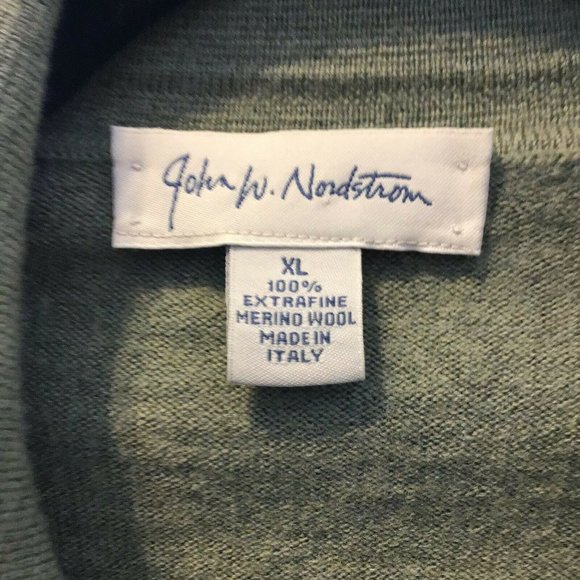 John W. Nordstrom
XL
100%
EXTRAFINE
MERINO WOOL
MADE IN
ITALY